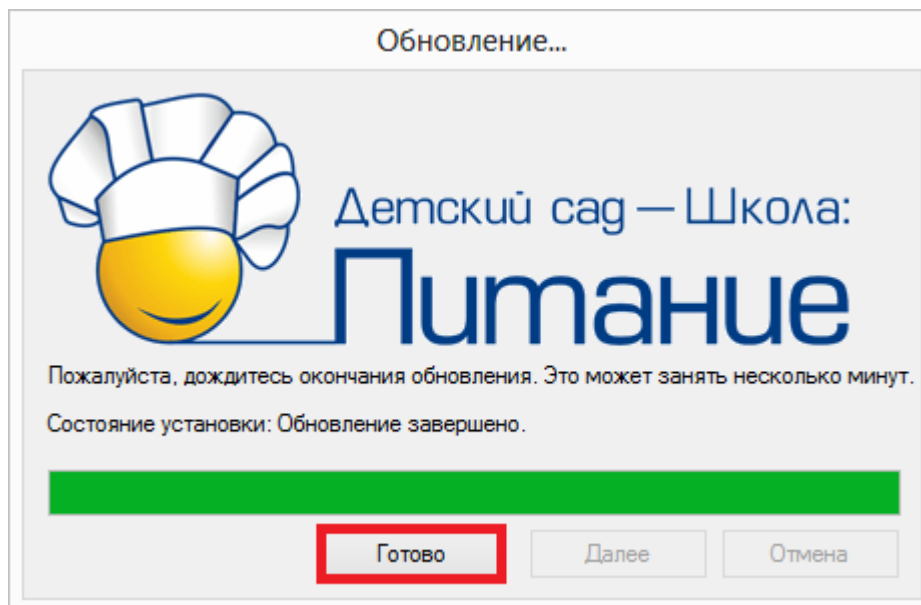 Обновление...
Детский сад — Школа:
Питание
Пожалуйста, дождитесь окончания обновления. Это может занять несколько минут.
Состояние установки: Обновление завершено.
Готово Далее Отмена